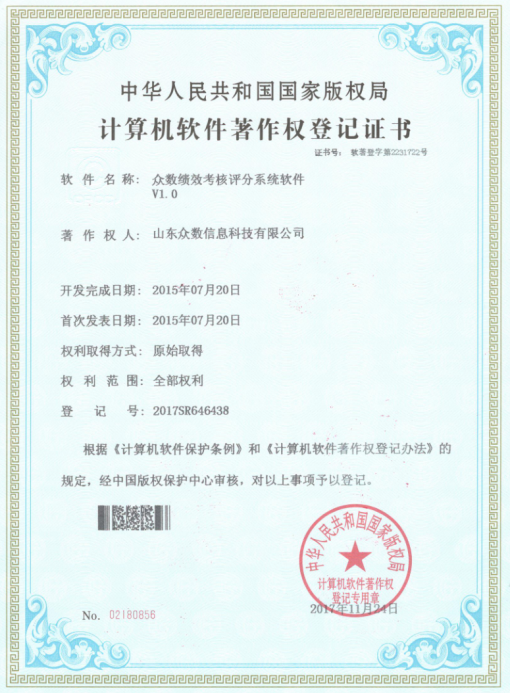 中华人民共和国国家版权局
计算机软件著作权登记证书
证书号： 软著登字第2231722号
软件名称： 众数绩效考核评分系统软件
V1.0
著作权人： 山东众数信息科技有限公司
开发完成日期： 2015年07月20日
首次发表日期： 2015年07月20日
权利取得方式： 原始取得
权利范围： 全部权利
登记号： 2017SR646438
根据《计算机软件保护条例》和《计算机软件著作权登记办法》的
规定，经中国版权保护中心审核，对以上事项予以登记。
中华人民共和国国家版权局
计算机软件著作权
登记专用章
2017年11月24日
No. 02180856